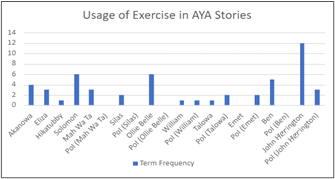 Usage of Exercise in AYA Stories
14
12
10
8
6
4
2
0
Akanowa
Eliza
Hikatubby
Solomon
Mah Wa Ta
Pol (Mah Wa Ta)
Silas
Pol (Silas)
Ollie Belle
Pol (Ollie Belle)
William
Pol (William)
Talowa
Pol (Talowa)
Emet
Pol (Emet)
Ben
Pol (Ben)
John Herrington
Pol (John Herrington)
Term Frequency